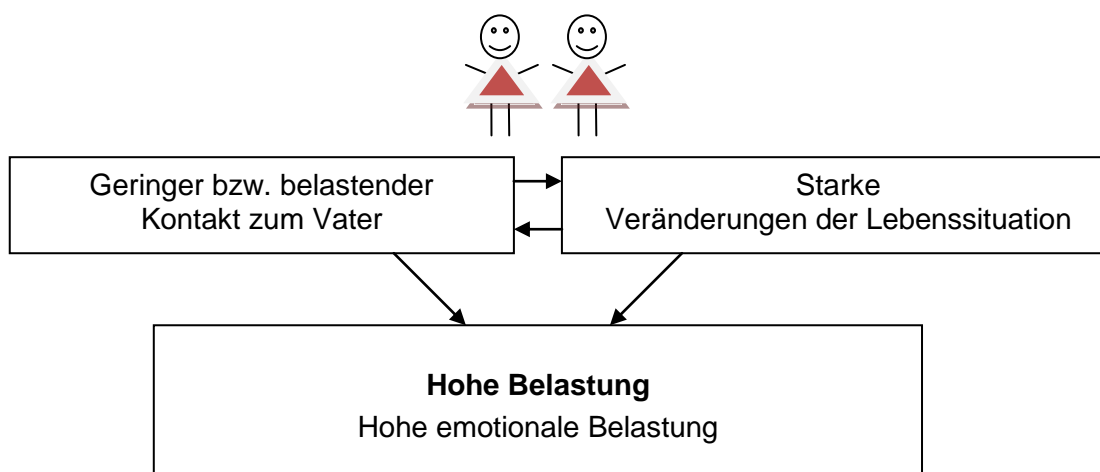 Geringer bzw. belastender
Kontakt zum Vater
Starke
Veränderungen der Lebenssituation
Hohe Belastung
Hohe emotionale Belastung